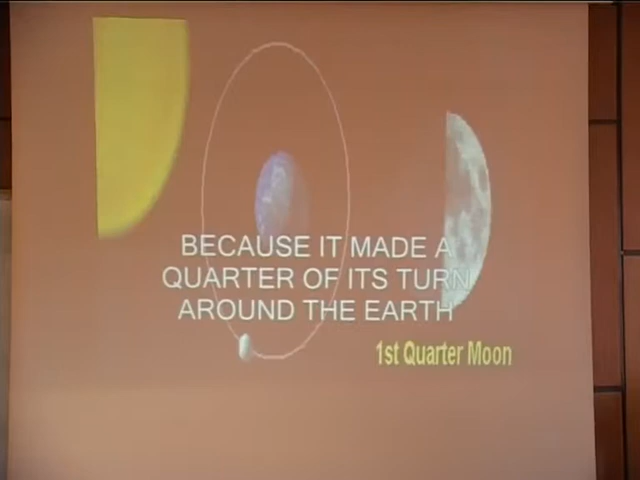 BECAUSE IT MADE A
QUARTER OF ITS TURN
AROUND THE EARTH
1st Quarter Moon